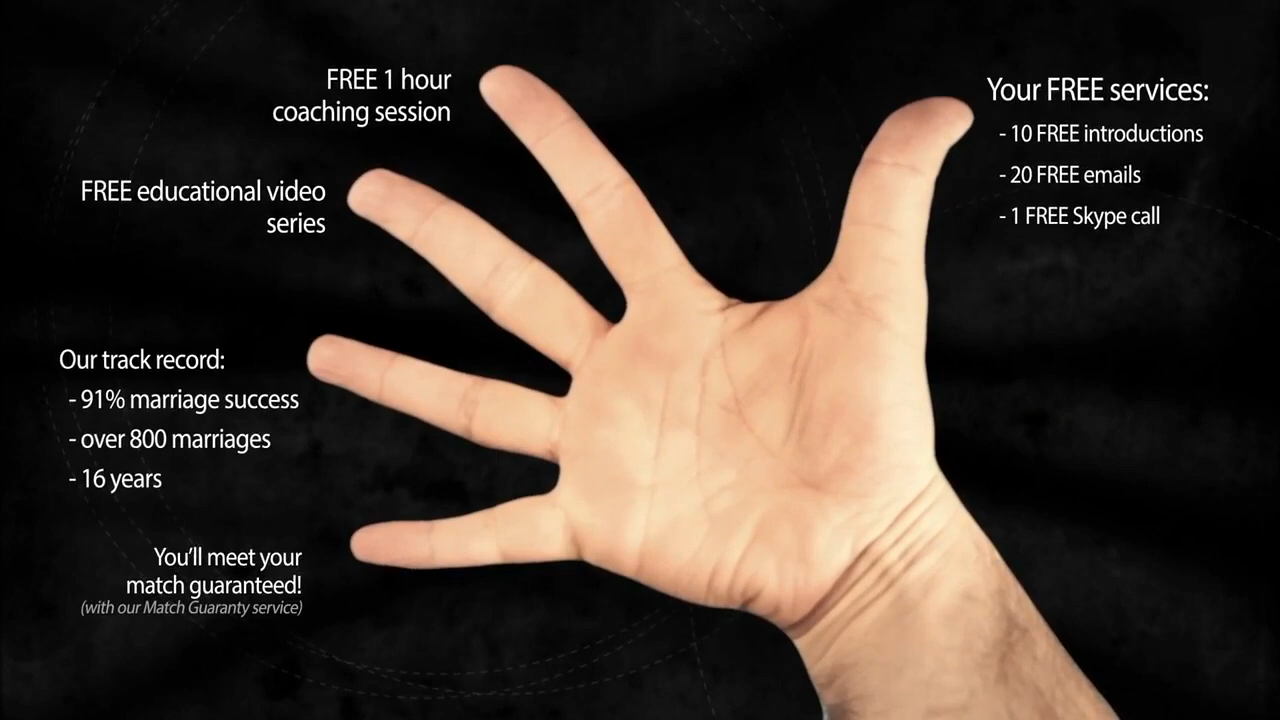 FREE 1 hour
coaching session
FREE educational video
series
Our track record:
- 91% marriage success
- over 800 marriages
- 16 years
You'll meet your
match guaranteed!
(with our Match Guaranty service)
Your FREE services:
- 10 FREE introductions
- 20 FREE emails
- 1 FREE Skype call